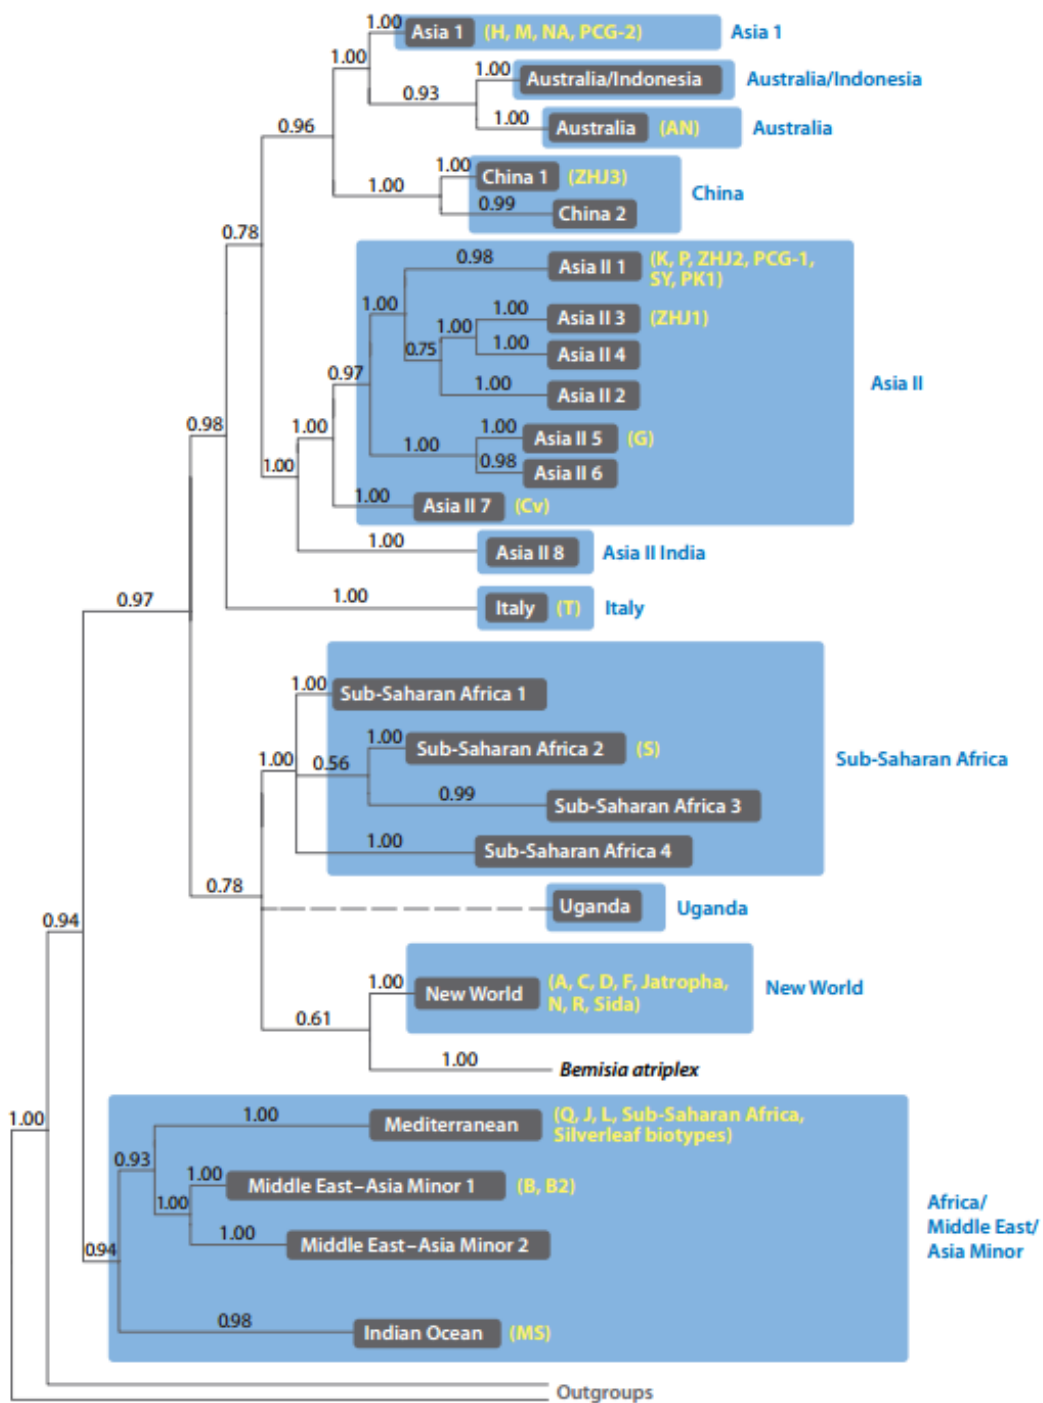 1.00
Asia 1 (H, M, NA, PCG-2) Asia 1
1.00
1.00
Australia/Indonesia Australia/Indonesia
0.93
1.00
Australia (AN) Australia
0.96
1.00
China 1 (ZHJ3)
1.00
China
0.99
China 2
0.78
0.98
Asia II 1 (K, P, ZHJ2, PCG-1,
SY, PK1)
1.00
1.00
Asia II 3 (ZHJ1)
1.00
1.00
Asia II 4
0.75
0.97
1.00
Asia II 2
Asia II
0.98
1.00
1.00
Asia II 5 (G)
1.00
0.98
Asia II 6
1.00
1.00
Asia II 7 (Cv)
1.00
Asia II 8 Asia II India
0.97
1.00
Italy (T) Italy
1.00
Sub-Saharan Africa 1
1.00
Sub-Saharan Africa 2 (S)
1.00
0.56
Sub-Saharan Africa
0.99
Sub-Saharan Africa 3
1.00
Sub-Saharan Africa 4
0.78
Uganda Uganda
0.94
1.00
New World (A, C, D, F, Jatropha,
N, R, Sida)
New World
0.61
1.00
Bemisia atriplex
1.00
1.00
Mediterranean (Q, J, L, Sub-Saharan Africa,
Silverleaf biotypes)
0.93
1.00
Middle East–Asia Minor 1 (B, B2)
1.00
1.00
Middle East–Asia Minor 2
Africa/
Middle East/
Asia Minor
0.94
0.98
Indian Ocean (MS)
Outgroups